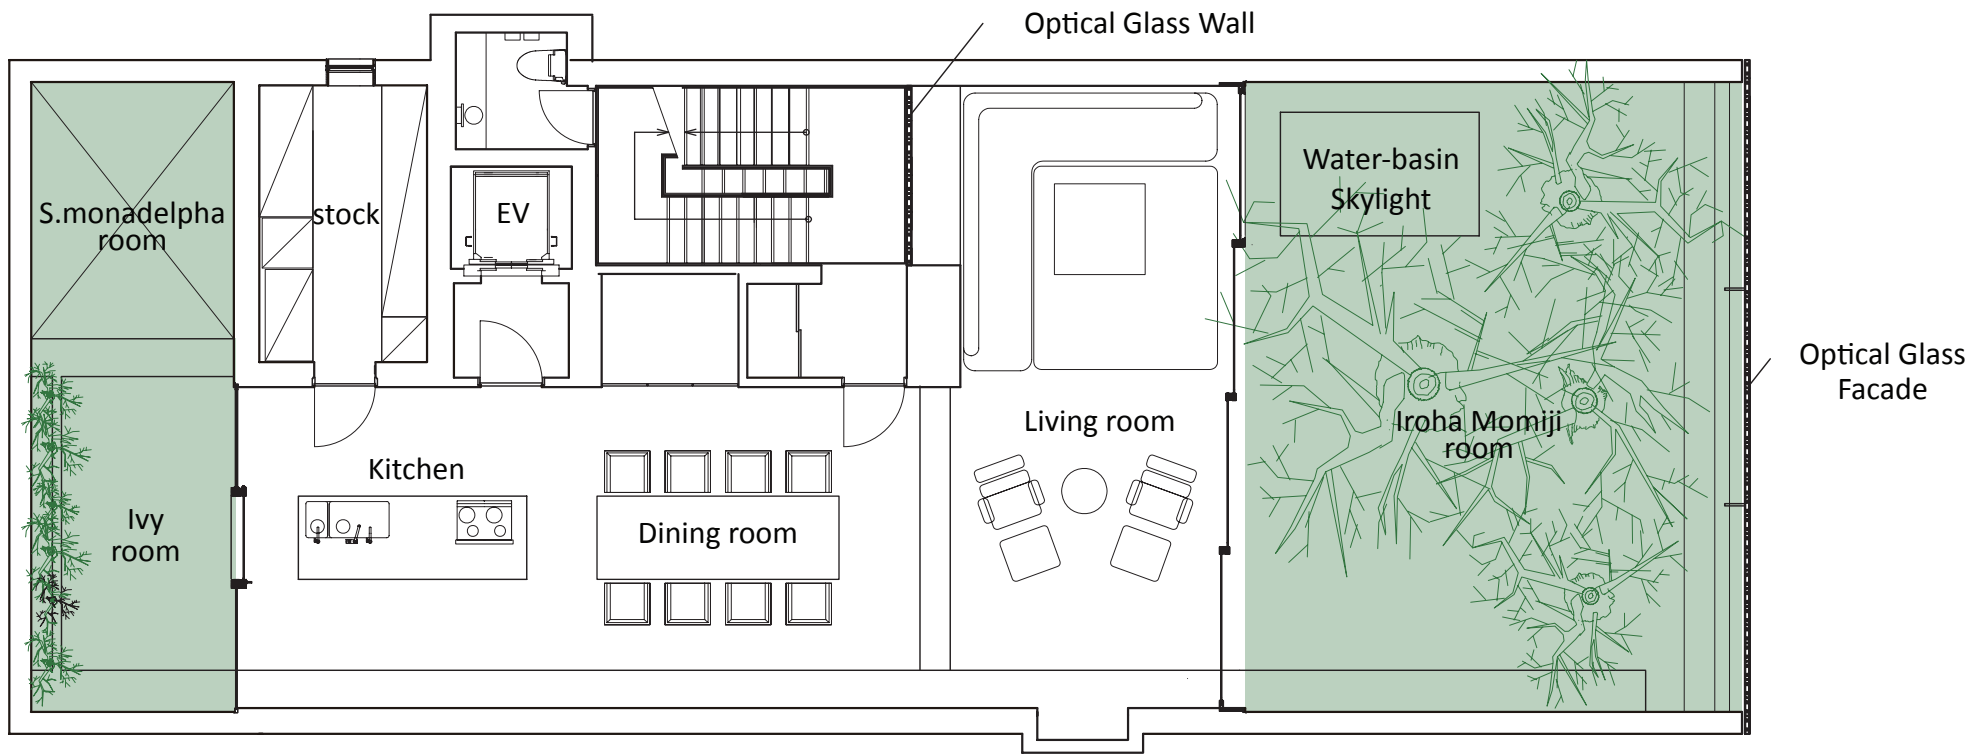 Optical Glass Wall
Water-basin
Skylight
S.monadelpha
room
stock
EV
Optical Glass
Facade
Living room
Iroha Momiji
room
Kitchen
Ivy
room
Dining room